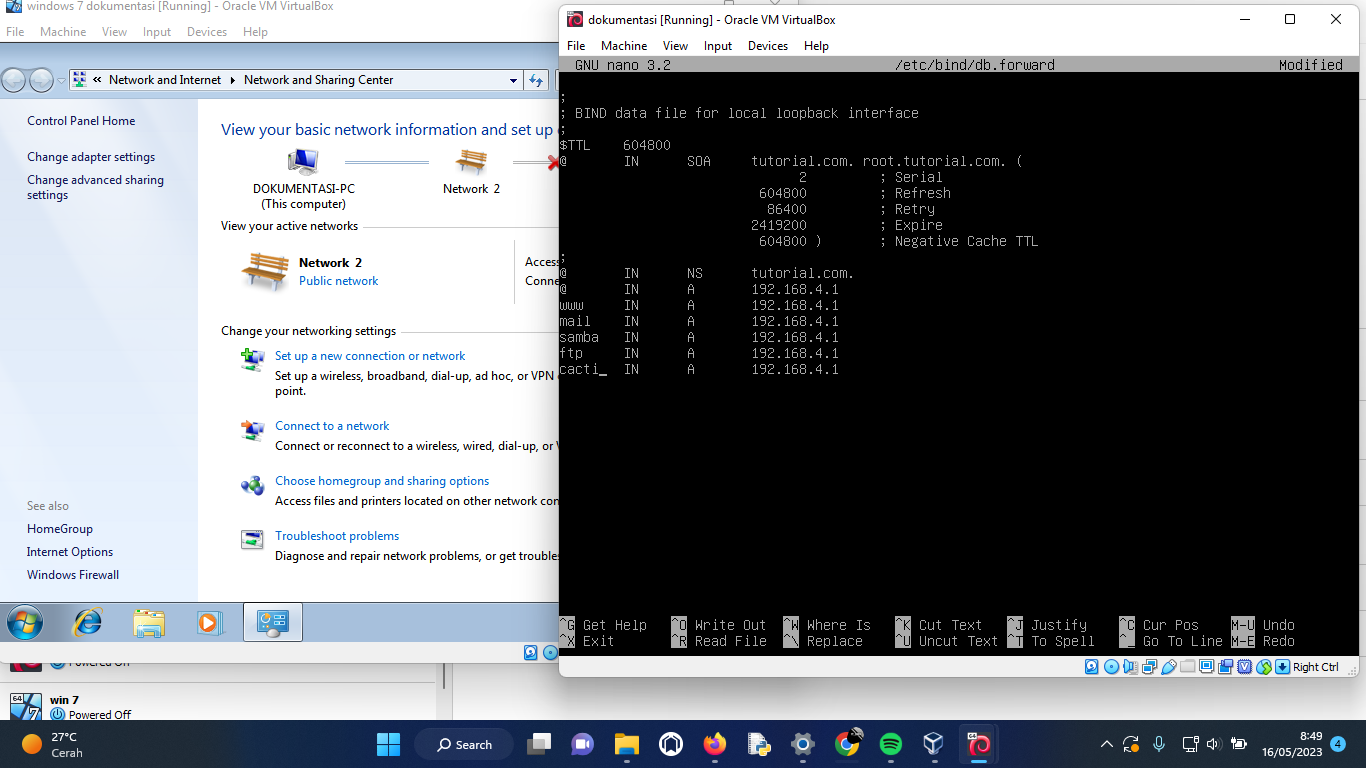 windows 7 dokumentasi [Running] - Oracle VM VirtualBox
File Machine View Input Devices Help
« Network and Internet Network and Sharing Center
Control Panel Home
Change adapter settings
Change advanced sharing
settings
See also
HomeGroup
Internet Options
Windows Firewall
View your basic network information and set up
DOKUMENTASI-PC
(This computer)
Network 2
View your active networks
Network 2
Public network
Access
Conne
Change your networking settings
Set up a new connection or network
Set up a wireless, broadband, dial-up, ad hoc, or VPN
point.
Connect to a network
Connect or reconnect to a wireless, wired, dial-up, or
Choose homegroup and sharing options
Access files and printers located on other network con
Troubleshoot problems
Diagnose and repair network problems, or get trouble
Powered Off
64
win 7
Powered Off
dokumentasi [Running] - Oracle VM VirtualBox
File Machine View Input Devices Help
GNU nano 3.2 /etc/bind/db.forward Modified
;
; BIND data file for local loopback interface
;
$TTL 604800
@ IN SOA tutorial.com. root.tutorial.com. (
2 ; Serial
604800 ; Refresh
86400 ; Retry
2419200 ; Expire
604800 ) ; Negative Cache TTL
;
@ IN NS tutorial.com.
@ IN A 192.168.4.1
www IN A 192.168.4.1
mail IN A 192.168.4.1
samba IN A 192.168.4.1
ftp IN A 192.168.4.1
cacti_ IN A 192.168.4.1
^G Get Help ^O Write Out ^W Where Is ^K Cut Text ^J Justify ^C Cur Pos M-U Undo
^X Exit ^R Read File ^\ Replace ^U Uncut Text ^T To Spell ^_ Go To Line M-E Redo
Right Ctrl
27°C
Cerah
Search
64
8:49
16/05/2023
4